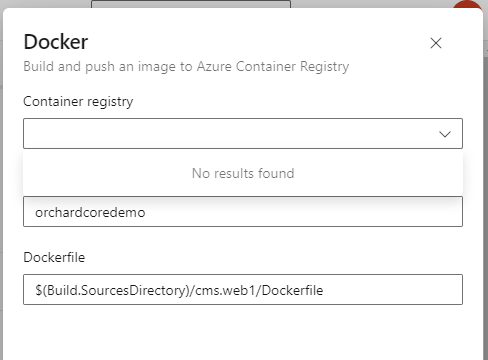 Docker
Build and push an image to Azure Container Registry
Container registry
No results found
orchardcoredemo
Dockerfile
$(Build.SourcesDirectory)/cms.web1/Dockerfile